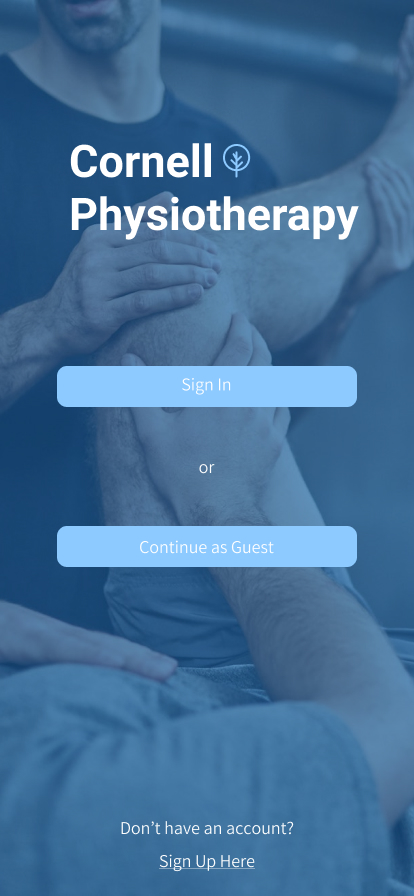 Cornell
Physiotherapy
Sign In
or
Continue as Guest
Don’t have an account?
Sign Up Here